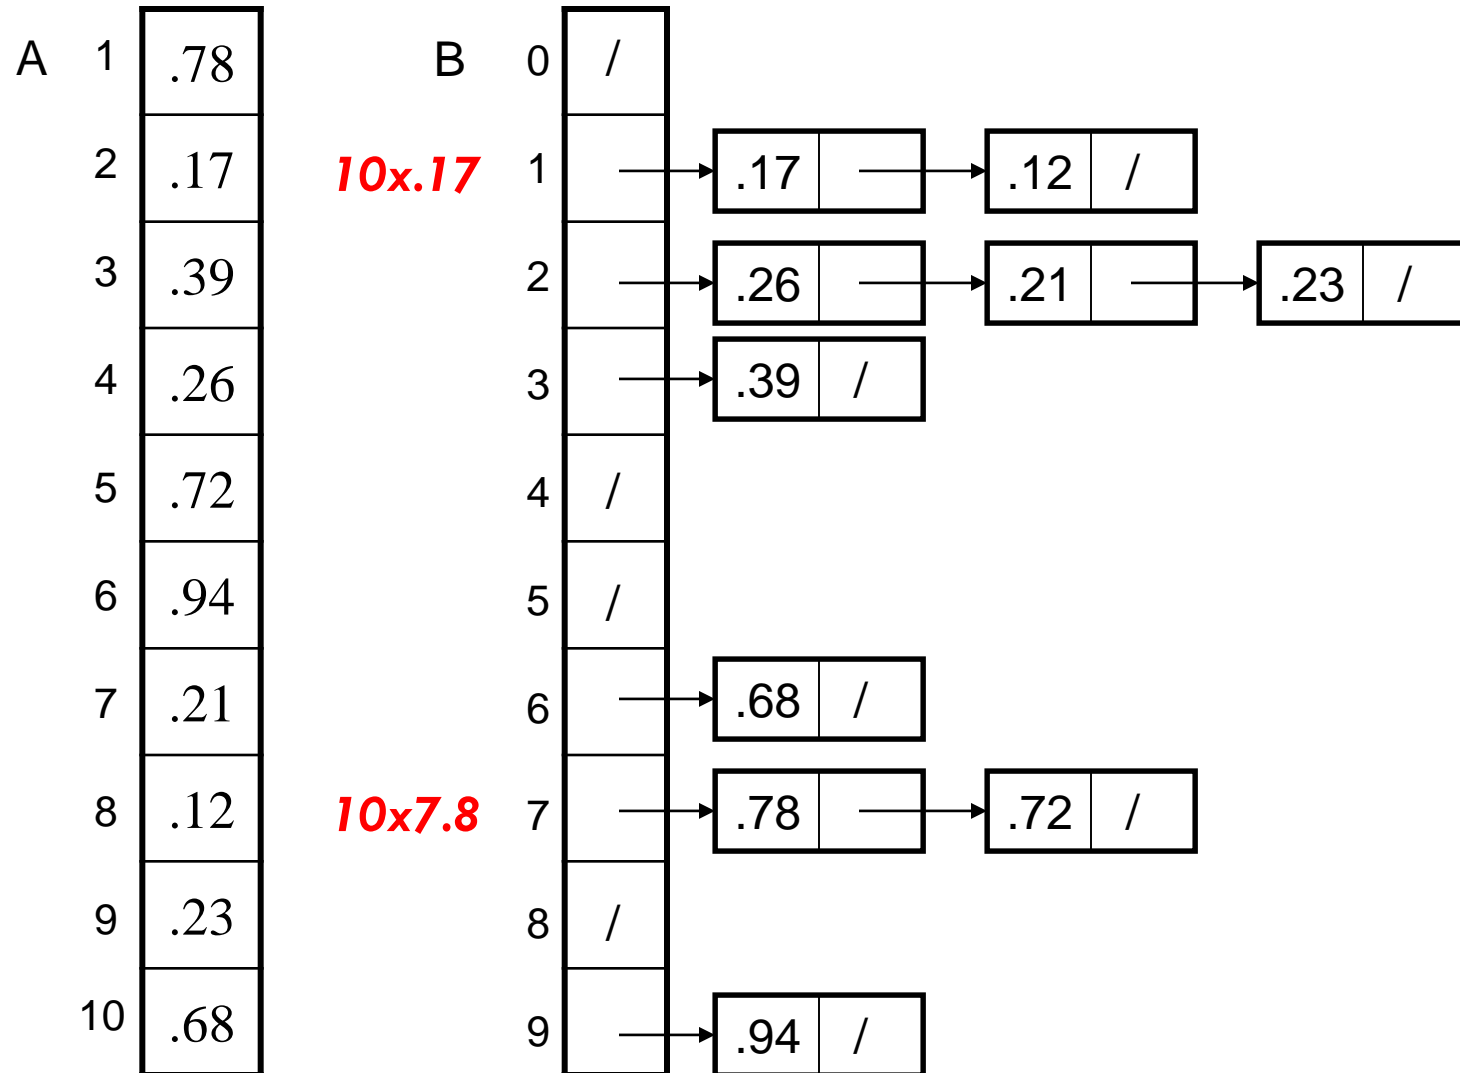 A 1 .78 B 0 /
2 .17 10x.17 1 .17 .12 /
3 .39 2 .26 .21 .23 /
4 .26 3 .39 /
5 .72 4 /
6 .94 5 /
7 .21 6 .68 /
8 .12 10x7.8 7 .78 .72 /
9 .23 8 /
10 .68 9 .94 /